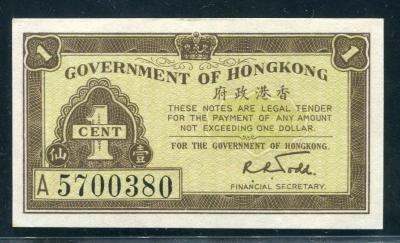 1 1
GOVERNMENT OF HONGKONG
府政港香
THESE NOTES ARE LEGAL TENDER
FOR THE PAYMENT OF ANY AMOUNT
NOT EXCEEDING ONE DOLLAR.
FOR THE GOVERNMENT OF HONGKONG.
1
CENT
仙 壹
A 5700380
R R Todd
FINANCIAL SECRETARY.